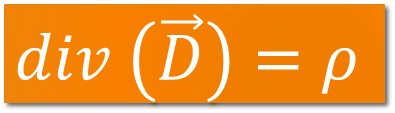 div (D⃗) = ρ